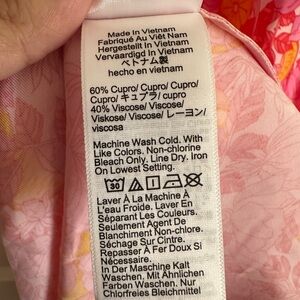 Made In Vietnam
Fabriqué Au Viêt Nam
Hergestellt In Vietnam
Vervaardigd In Vietnam
ベトナム製
hecho en vietnam
60% Cupro/ Cupro/ Cupro/
Cupro/ キュプラ/ cupro
40% Viscose/ Viscose/
Viskose/ Viscose/ レーヨン/
viscosa
Machine Wash Cold. With
Like Colors. Non-chlorine
Bleach Only. Line Dry. Iron
On Lowest Setting.
30
Laver À La Machine À
L'eau Froide. Laver En
Séparant Les Couleurs.
Seulement Agent De
Blanchiment Non-chloré.
Séchage Sur Cintre.
Repasser À Fer Doux Si
Nécessaire.
In Der Maschine Kalt
Waschen. Mit Ähnlichen
Farben Waschen. Nur
Chlorfreies Bleichmittel